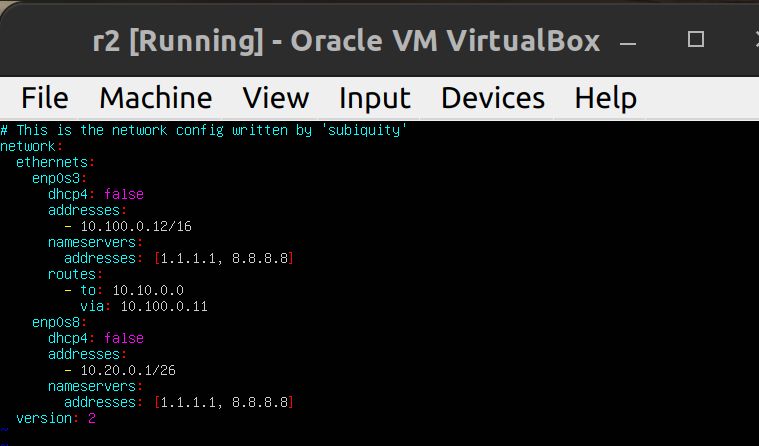 r2 [Running] - Oracle VM VirtualBox
File Machine View Input Devices Help
# This is the network config written by 'subiquity'
network:
  ethernets:
    enp0s3:
      dhcp4: false
      addresses:
        - 10.100.0.12/16
      nameservers:
        addresses: [1.1.1.1, 8.8.8.8]
      routes:
        - to: 10.10.0.0
          via: 10.100.0.11
    enp0s8:
      dhcp4: false
      addresses:
        - 10.20.0.1/26
      nameservers:
        addresses: [1.1.1.1, 8.8.8.8]
  version: 2
~